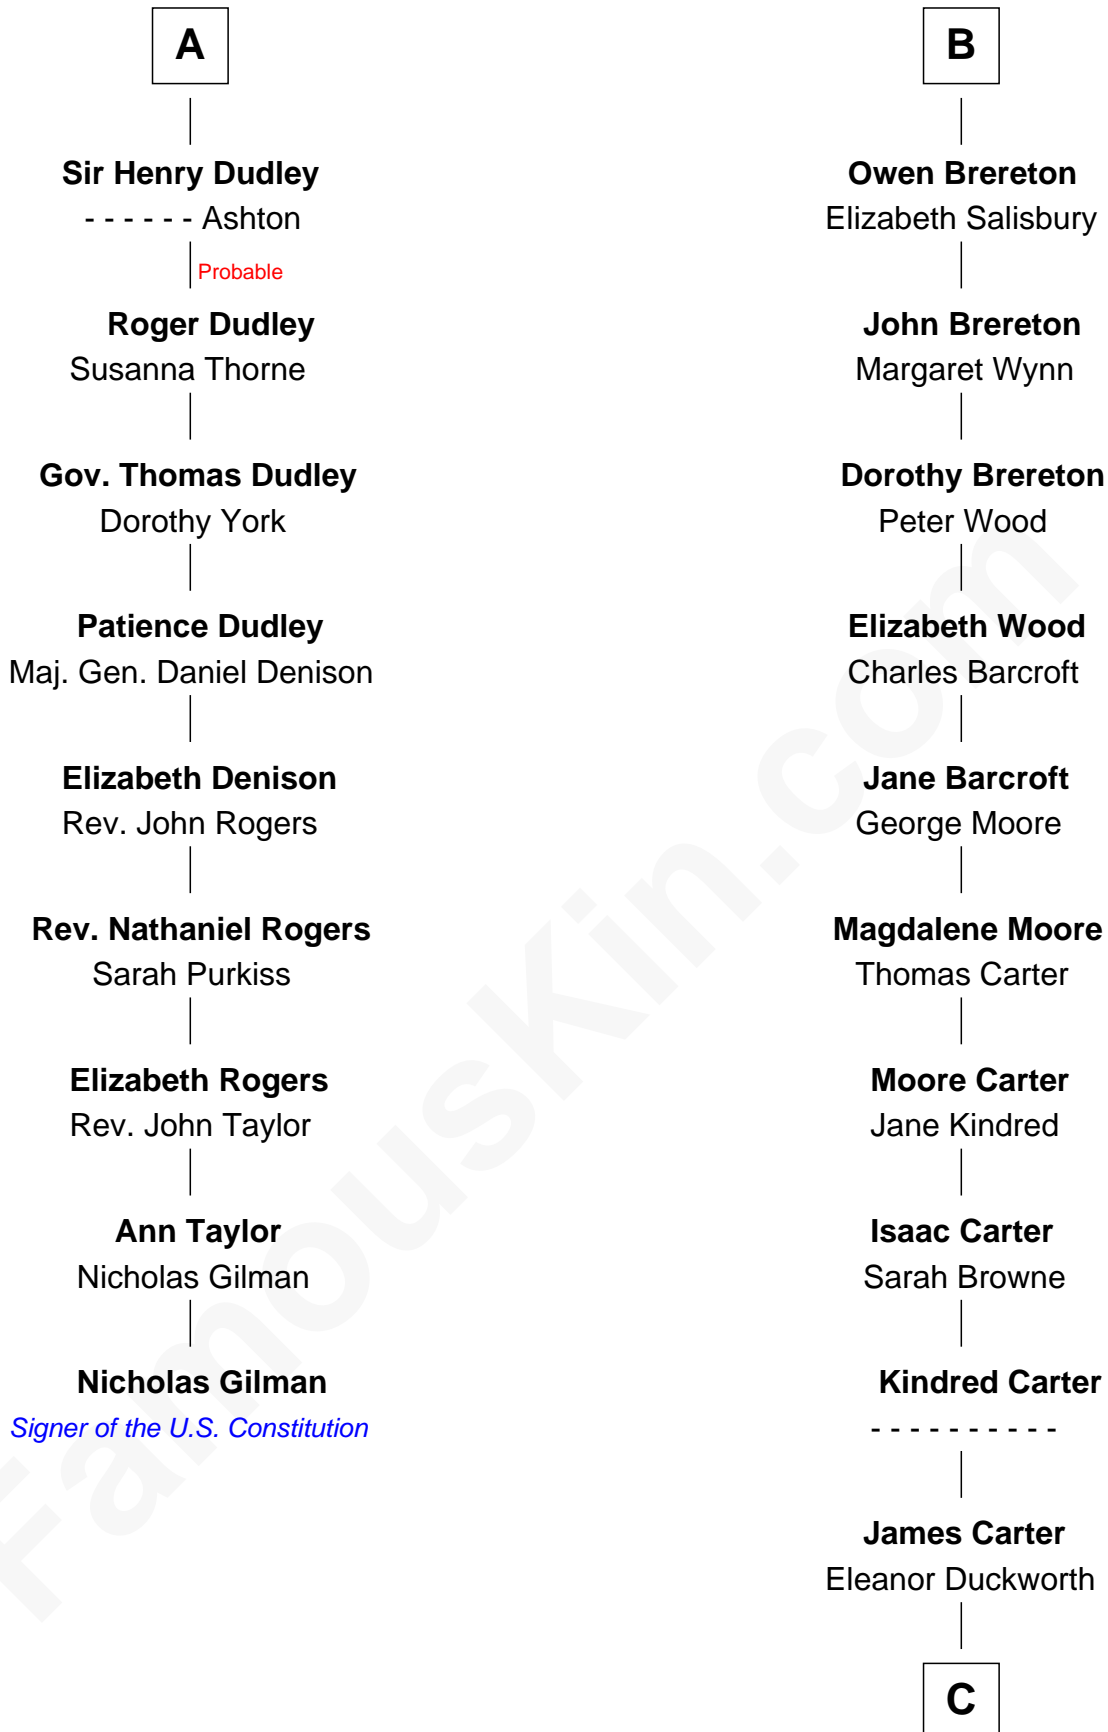 A
Sir Henry Dudley
- - - - - - Ashton
Probable
Roger Dudley
Susanna Thorne
Gov. Thomas Dudley
Dorothy York
Patience Dudley
Maj. Gen. Daniel Denison
Elizabeth Denison
Rev. John Rogers
Rev. Nathaniel Rogers
Sarah Purkiss
Elizabeth Rogers
Rev. John Taylor
Ann Taylor
Nicholas Gilman
Nicholas Gilman
Signer of the U.S. Constitution
B
Owen Brereton
Elizabeth Salisbury
John Brereton
Margaret Wynn
Dorothy Brereton
Peter Wood
Elizabeth Wood
Charles Barcroft
Jane Barcroft
George Moore
Magdalene Moore
Thomas Carter
Moore Carter
Jane Kindred
Isaac Carter
Sarah Browne
Kindred Carter
- - - - - - - - - -
James Carter
Eleanor Duckworth
C
FamousKin.com